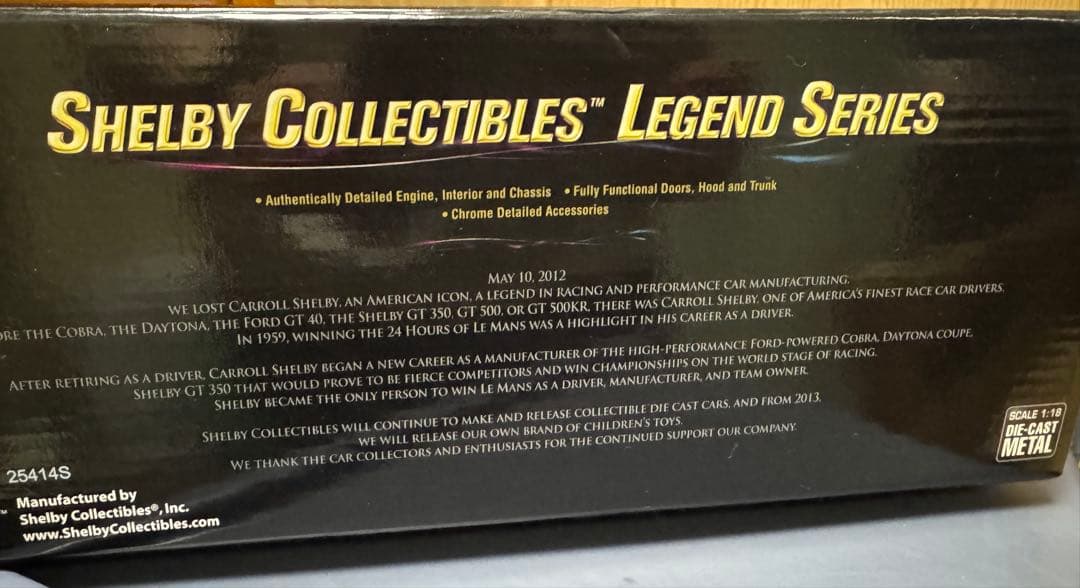 SHELBY COLLECTIBLES™ LEGEND SERIES
• Authentically Detailed Engine, Interior and Chassis • Fully Functional Doors, Hood and Trunk
• Chrome Detailed Accessories
MAY 10, 2012
WE LOST CARROLL SHELBY, AN AMERICAN ICON, A LEGEND IN RACING AND PERFORMANCE CAR MANUFACTURING.
THE COBRA, THE DAYTONA, THE FORD GT 40, THE SHELBY GT 350, GT 500, OR GT 500KR, THERE WAS CARROLL SHELBY, ONE OF AMERICA'S FINEST RACE CAR DRIVERS.
IN 1959, WINNING THE 24 HOURS OF LE MANS WAS A HIGHLIGHT IN HIS CAREER AS A DRIVER.
AFTER RETIRING AS A DRIVER, CARROLL SHELBY BEGAN A NEW CAREER AS A MANUFACTURER OF THE HIGH-PERFORMANCE FORD-POWERED COBRA, DAYTONA COUPE,
SHELBY GT 350 THAT WOULD PROVE TO BE FIERCE COMPETITORS AND WIN CHAMPIONSHIPS ON THE WORLD STAGE OF RACING.
SHELBY BECAME THE ONLY PERSON TO WIN LE MANS AS A DRIVER, MANUFACTURER, AND TEAM OWNER.
SHELBY COLLECTIBLES WILL CONTINUE TO MAKE AND RELEASE COLLECTIBLE DIE CAST CARS, AND FROM 2013,
WE WILL RELEASE OUR OWN BRAND OF CHILDREN'S TOYS.
WE THANK THE CAR COLLECTORS AND ENTHUSIASTS FOR THE CONTINUED SUPPORT OUR COMPANY.
SCALE 1:18
DIE-CAST
METAL
25414S
Manufactured by
Shelby Collectibles®, Inc.
www.ShelbyCollectibles.com